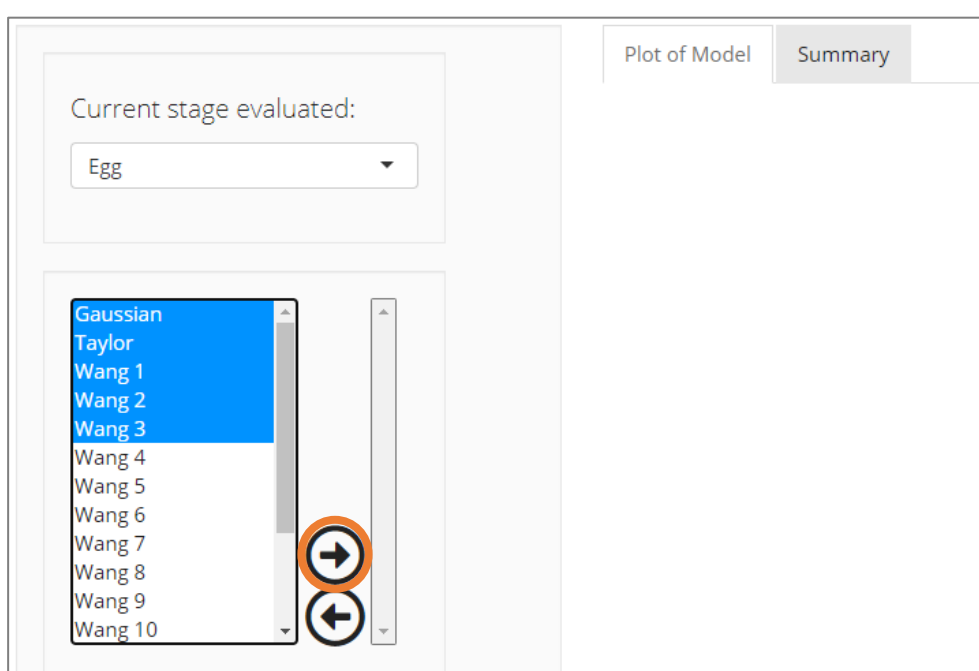 Plot of Model
Summary
Current stage evaluated:
Egg
Gaussian
Taylor
Wang 1
Wang 2
Wang 3
Wang 4
Wang 5
Wang 6
Wang 7
Wang 8
Wang 9
Wang 10